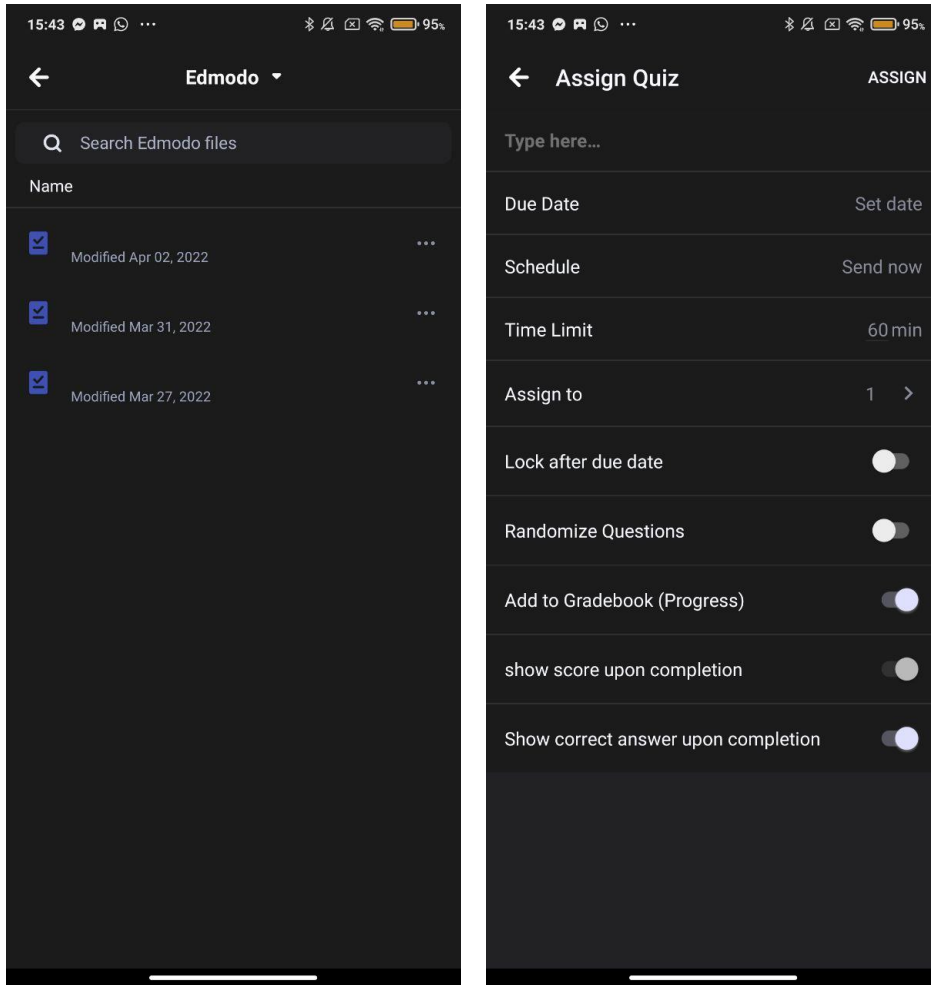 15:43 ...
95%
Edmodo
Search Edmodo files
Name
Modified Apr 02, 2022
...
Modified Mar 31, 2022
...
Modified Mar 27, 2022
...
15:43 ...
95%
Assign Quiz ASSIGN
Type here...
Due Date Set date
Schedule Send now
Time Limit 60 min
Assign to 1 >
Lock after due date
Randomize Questions
Add to Gradebook (Progress)
show score upon completion
Show correct answer upon completion